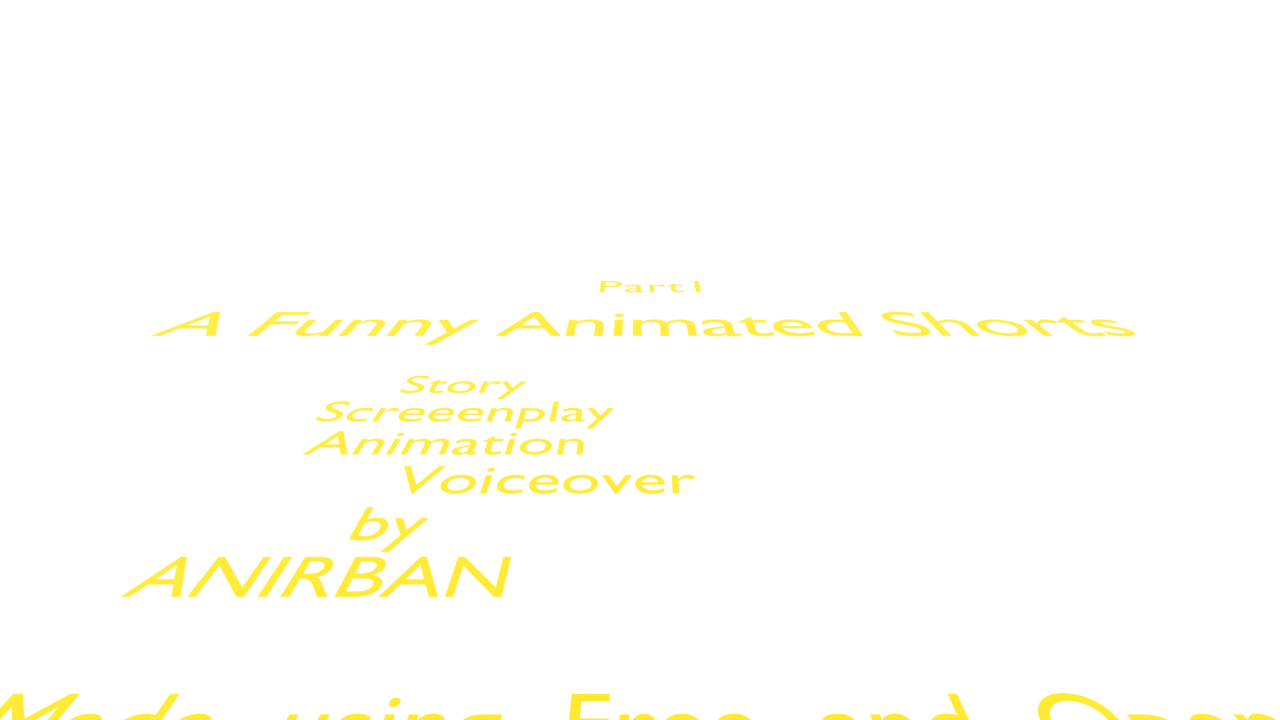 Part I
A Funny Animated Shorts
Story
Screeenplay
Animation
Voiceover
by
ANIRBAN
Made using Free and Open